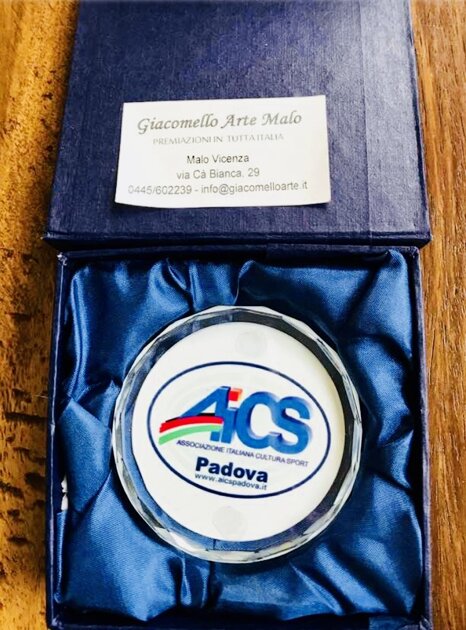 Giacomello Arte Malo
PREMIAZIONI IN TUTTA ITALIA
Malo Vicenza
via Cà Bianca, 29
0445/602239 - info@giacomelloarte.it
AiCS
ASSOCIAZIONE ITALIANA CULTURA SPORT
Padova
www.aicspadova.it